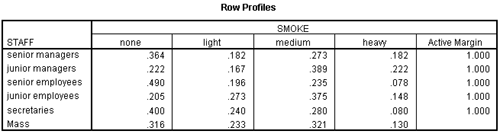 Row Profiles
SMOKE
STAFF none light medium heavy Active Margin
senior managers .364 .182 .273 .182 1.000
junior managers .222 .167 .389 .222 1.000
senior employees .490 .196 .235 .078 1.000
junior employees .205 .273 .375 .148 1.000
secretaries .400 .240 .280 .080 1.000
Mass .316 .233 .321 .130